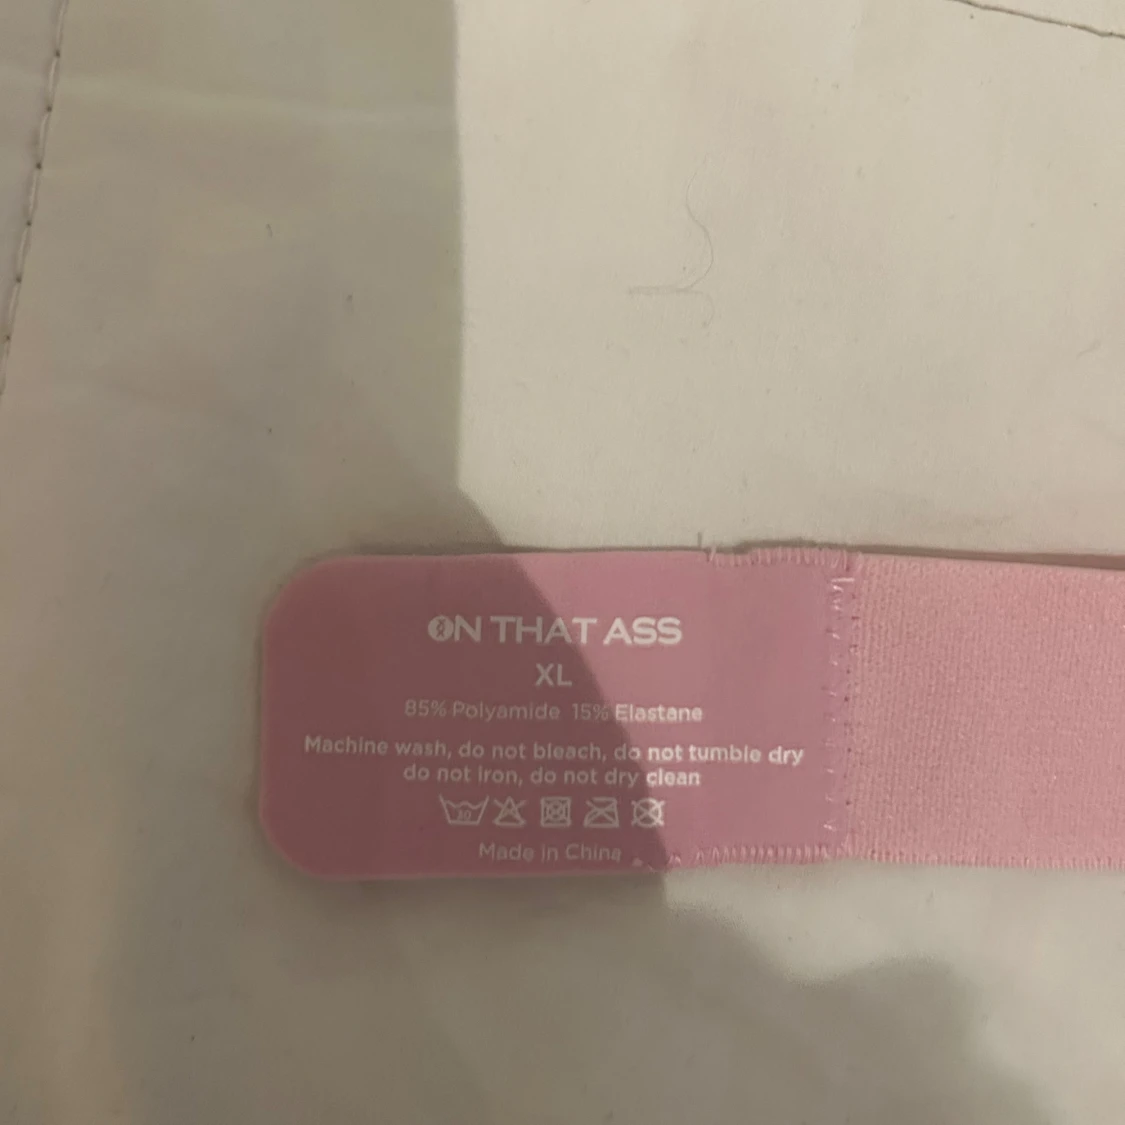 ON THAT ASS
XL
85% Polyamide 15% Elastane
Machine wash, do not bleach, do not tumble dry
do not iron, do not dry clean
30
Made in China